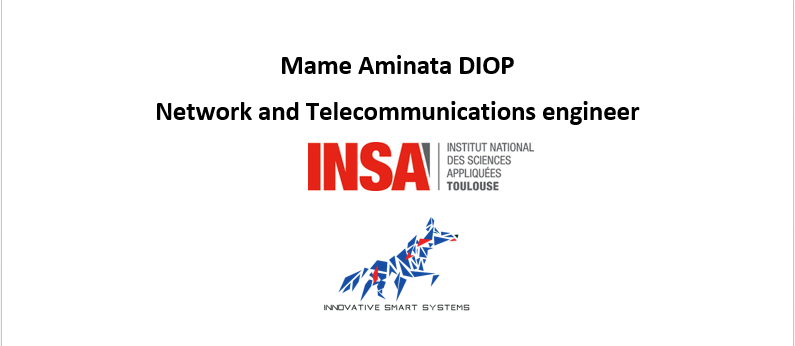 Mame Aminata DIOP
Network and Telecommunications engineer
INSA
INSTITUT NATIONAL
DES SCIENCES
APPLIQUÉES
TOULOUSE
INNOVATIVE SMART SYSTEMS